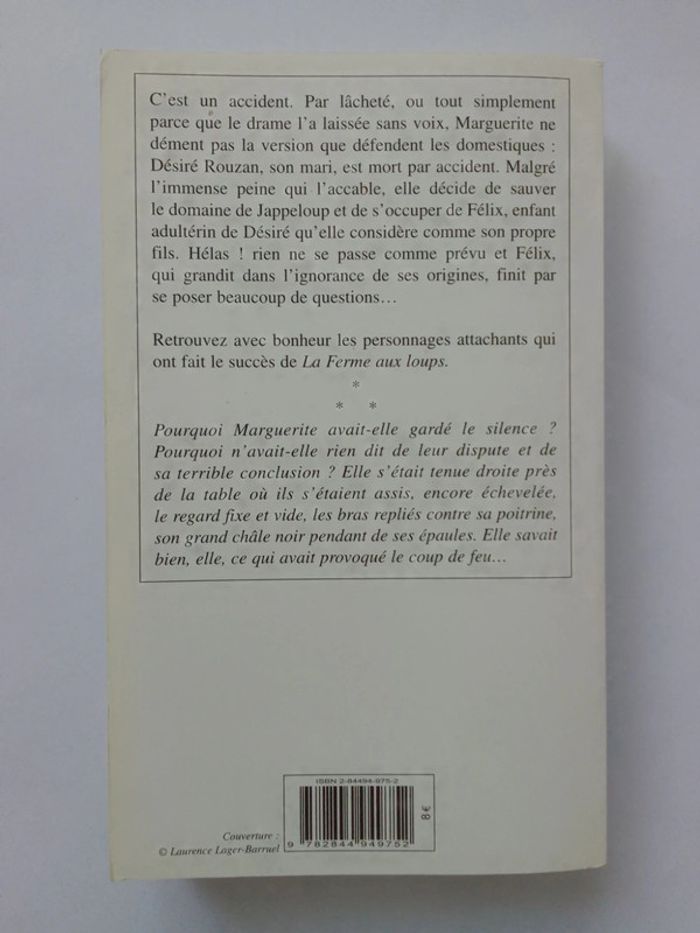 C'est un accident. Par lâcheté, ou tout simplement
parce que le drame l'a laissée sans voix, Marguerite ne
dément pas la version que défendent les domestiques :
Désiré Rouzan, son mari, est mort par accident. Malgré
l'immense peine qui l'accable, elle décide de sauver
le domaine de Jappeloup et de s'occuper de Félix, enfant
adultérin de Désiré qu'elle considère comme son propre
fils. Hélas ! rien ne se passe comme prévu et Félix,
qui grandit dans l'ignorance de ses origines, finit par
se poser beaucoup de questions…
Retrouvez avec bonheur les personnages attachants qui
ont fait le succès de La Ferme aux loups.
*
* *
Pourquoi Marguerite avait-elle gardé le silence ?
Pourquoi n'avait-elle rien dit de leur dispute et de
sa terrible conclusion ? Elle s'était tenue droite près
de la table où ils s'étaient assis, encore échevelée,
le regard fixe et vide, les bras repliés contre sa poitrine,
son grand châle noir pendant de ses épaules. Elle savait
bien, elle, ce qui avait provoqué le coup de feu…
ISBN 2-84494-975-2
8 €
9 782844 949752
Couverture :
© Laurence Lager-Barruel